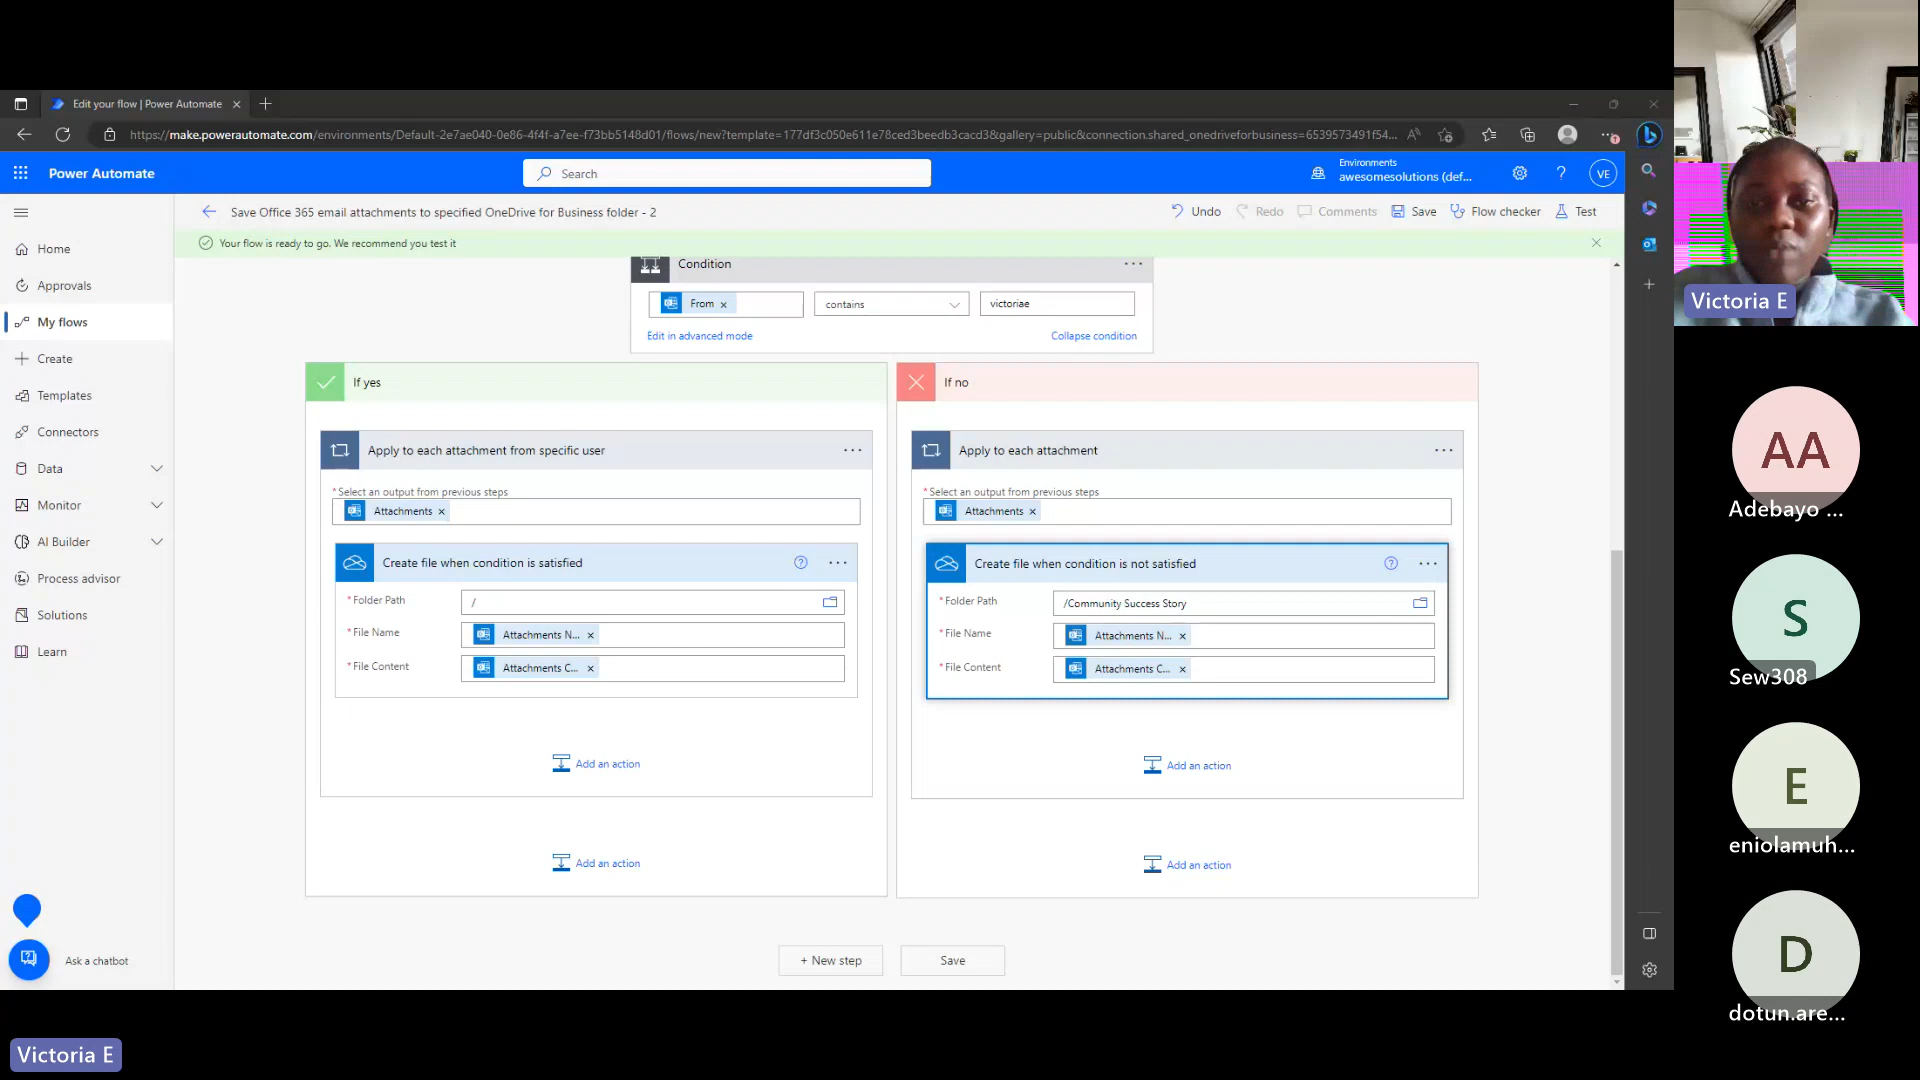 Edit your flow | Power Automate
https://make.powerautomate.com/environments/Default-2e7ae040-0e86-4f4f-a7ee-f73bb5148d01/flows/new?template=177df3c050e611e78ced3beedb3cacd3&gallery=public&connection.shared_onedriveforbusiness=6539573491f54...
Power Automate
Search
Environments
awesomesolutions (def...
VE
Save Office 365 email attachments to specified OneDrive for Business folder - 2
Undo
Redo
Comments
Save
Flow checker
Test
Your flow is ready to go. We recommend you test it
Home
Approvals
My flows
Create
Templates
Connectors
Data
Monitor
AI Builder
Process advisor
Solutions
Learn
Ask a chatbot
Condition
From
contains
victoriae
Edit in advanced mode
Collapse condition
If yes
Apply to each attachment from specific user
*Select an output from previous steps
Attachments
Create file when condition is satisfied
*Folder Path
/
*File Name
Attachments N...
*File Content
Attachments C...
Add an action
Add an action
If no
Apply to each attachment
*Select an output from previous steps
Attachments
Create file when condition is not satisfied
*Folder Path
/Community Success Story
*File Name
Attachments N...
*File Content
Attachments C...
Add an action
Add an action
+ New step
Save
Victoria E
AA
Adebayo ...
S
Sew308
E
eniolamuh...
D
dotun.are...
Victoria E